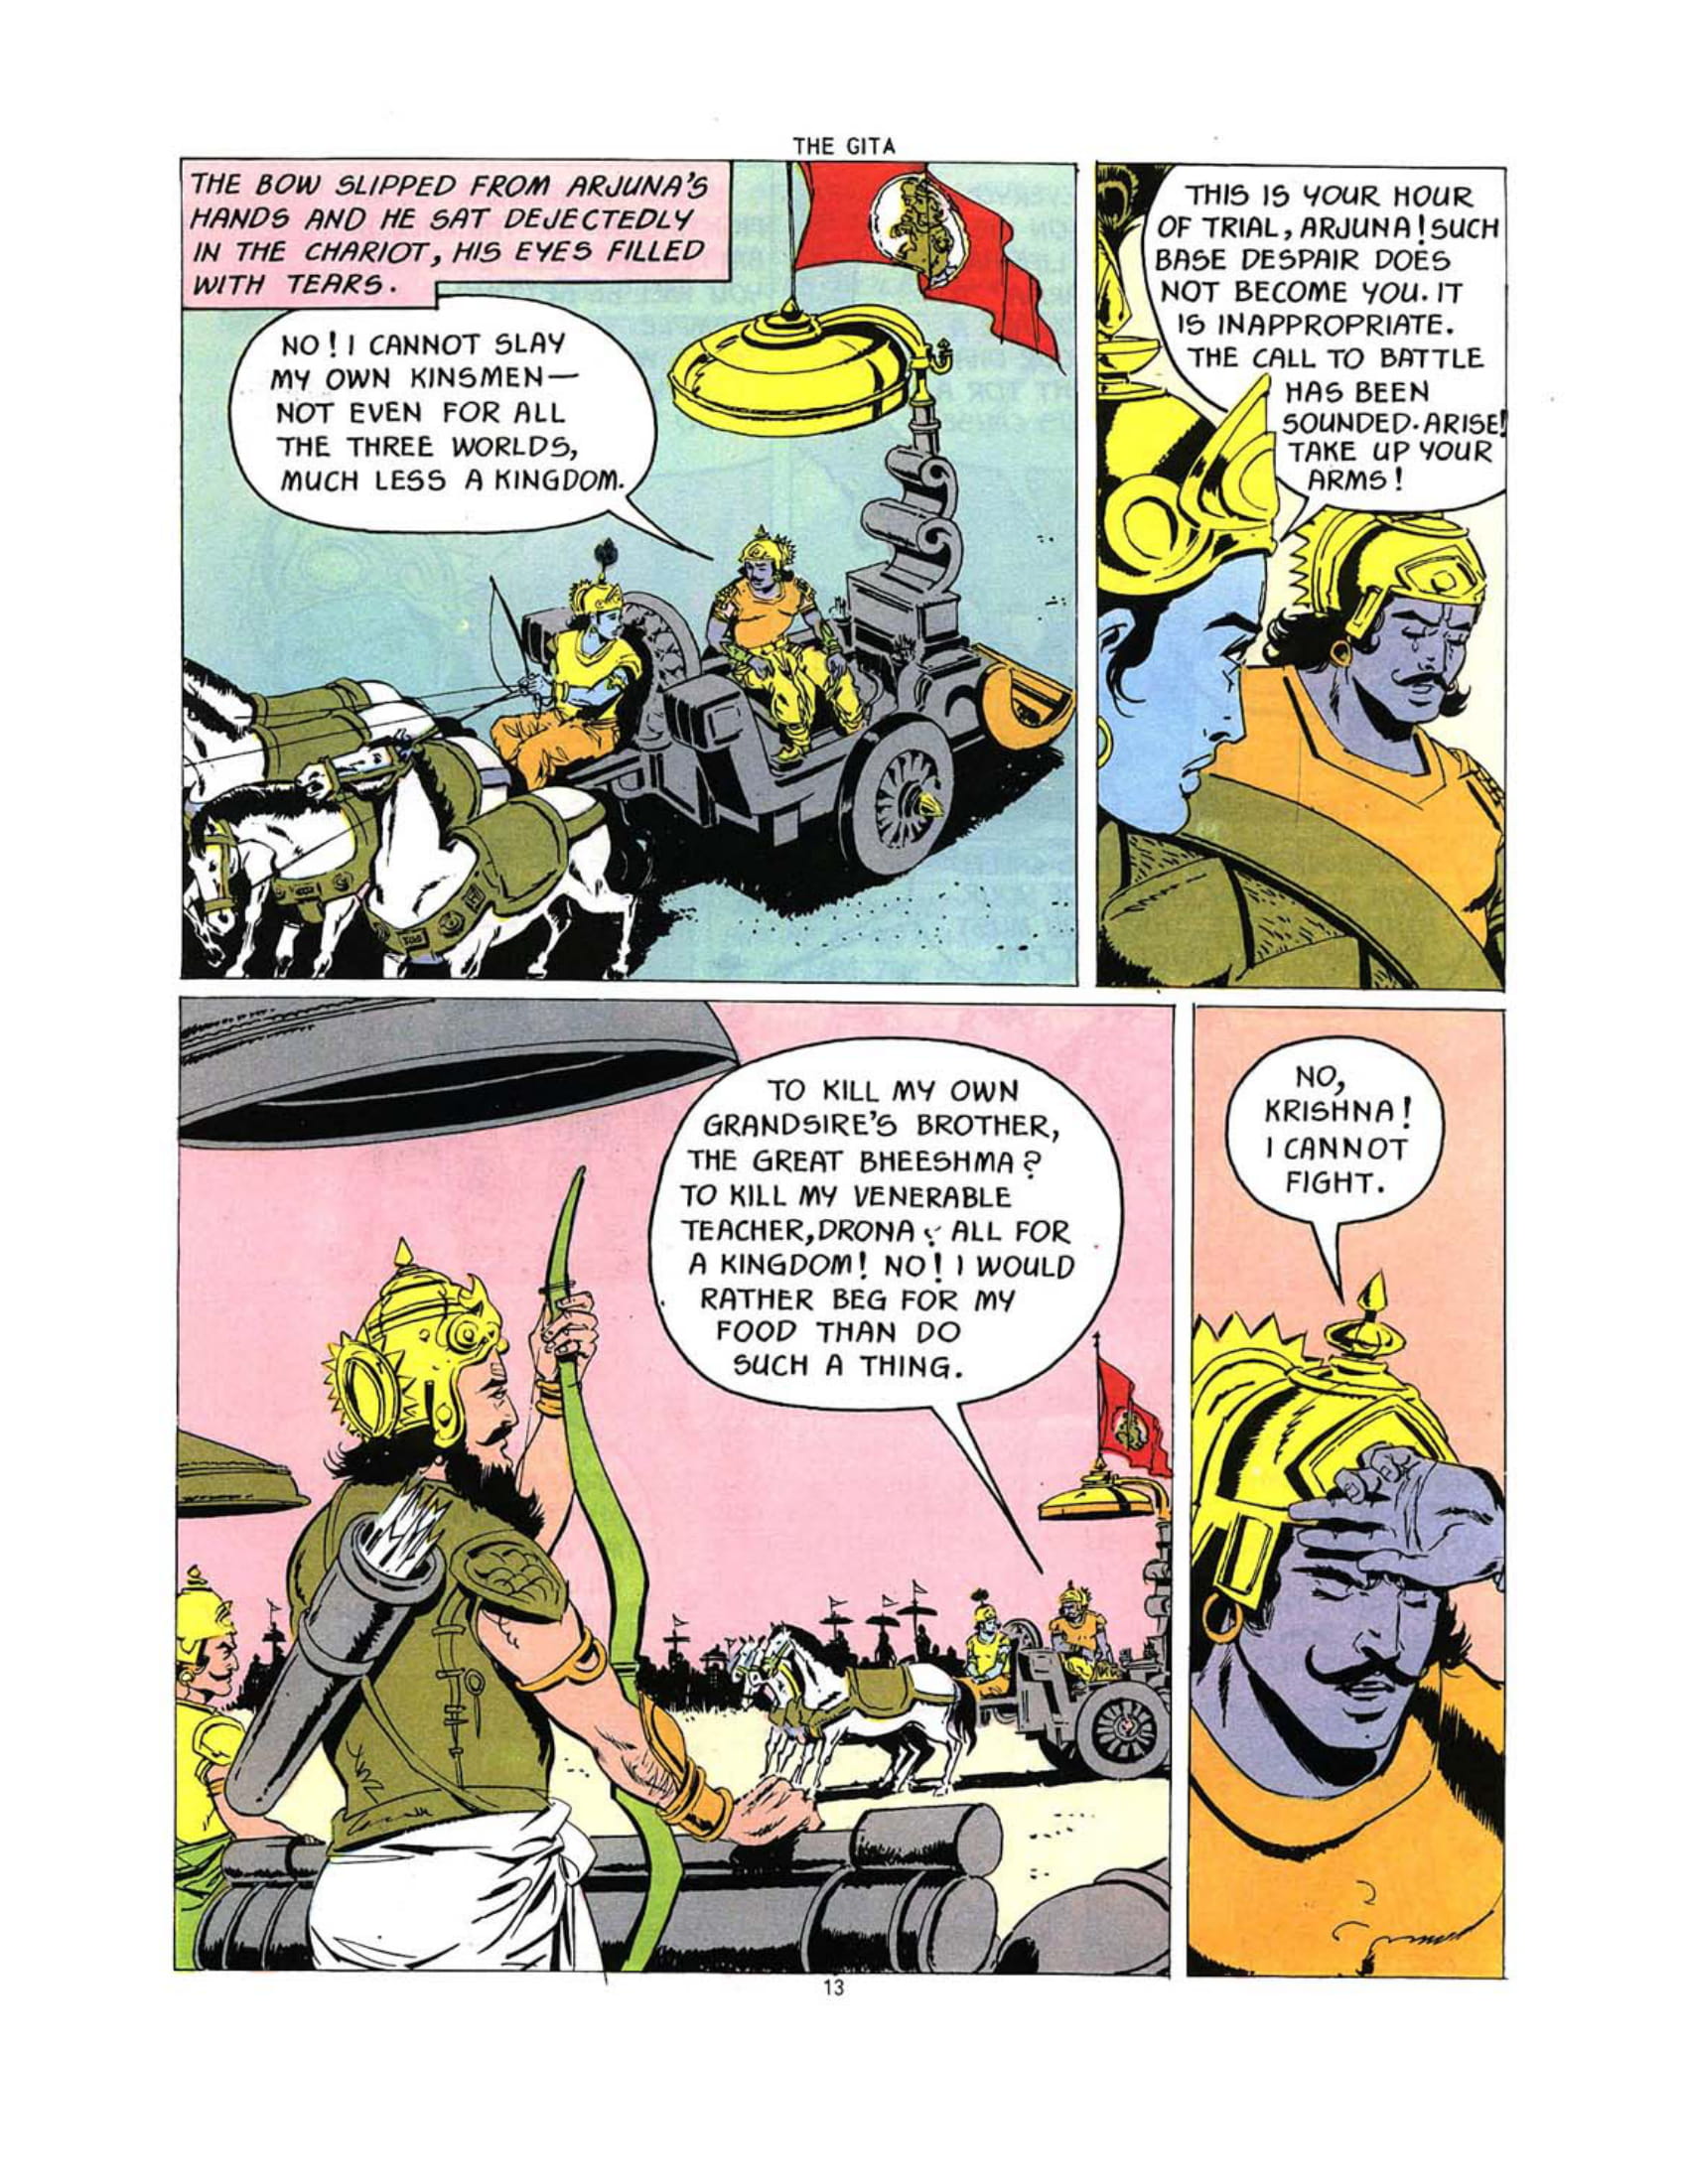 THE GITA
THE BOW SLIPPED FROM ARJUNA'S
HANDS AND HE SAT DEJECTEDLY
IN THE CHARIOT, HIS EYES FILLED
WITH TEARS.
NO! I CANNOT SLAY
MY OWN KINSMEN—
NOT EVEN FOR ALL
THE THREE WORLDS,
MUCH LESS A KINGDOM.
THIS IS YOUR HOUR
OF TRIAL, ARJUNA! SUCH
BASE DESPAIR DOES
NOT BECOME YOU. IT
IS INAPPROPRIATE.
THE CALL TO BATTLE
HAS BEEN
SOUNDED. ARISE!
TAKE UP YOUR
ARMS!
TO KILL MY OWN
GRANDSIRE'S BROTHER,
THE GREAT BHEESHMA?
TO KILL MY VENERABLE
TEACHER, DRONA? ALL FOR
A KINGDOM! NO! I WOULD
RATHER BEG FOR MY
FOOD THAN DO
SUCH A THING.
NO,
KRISHNA!
I CANNOT
FIGHT.
13